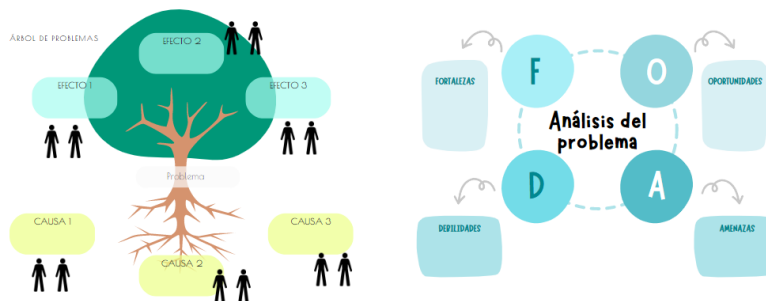 ÁRBOL DE PROBLEMAS
EFECTO 2
EFECTO 1
EFECTO 3
Problema
CAUSA 1
CAUSA 3
CAUSA 2
F
O
FORTALEZAS
OPORTUNIDADES
Análisis del
problema
D
A
DEBILIDADES
AMENAZAS